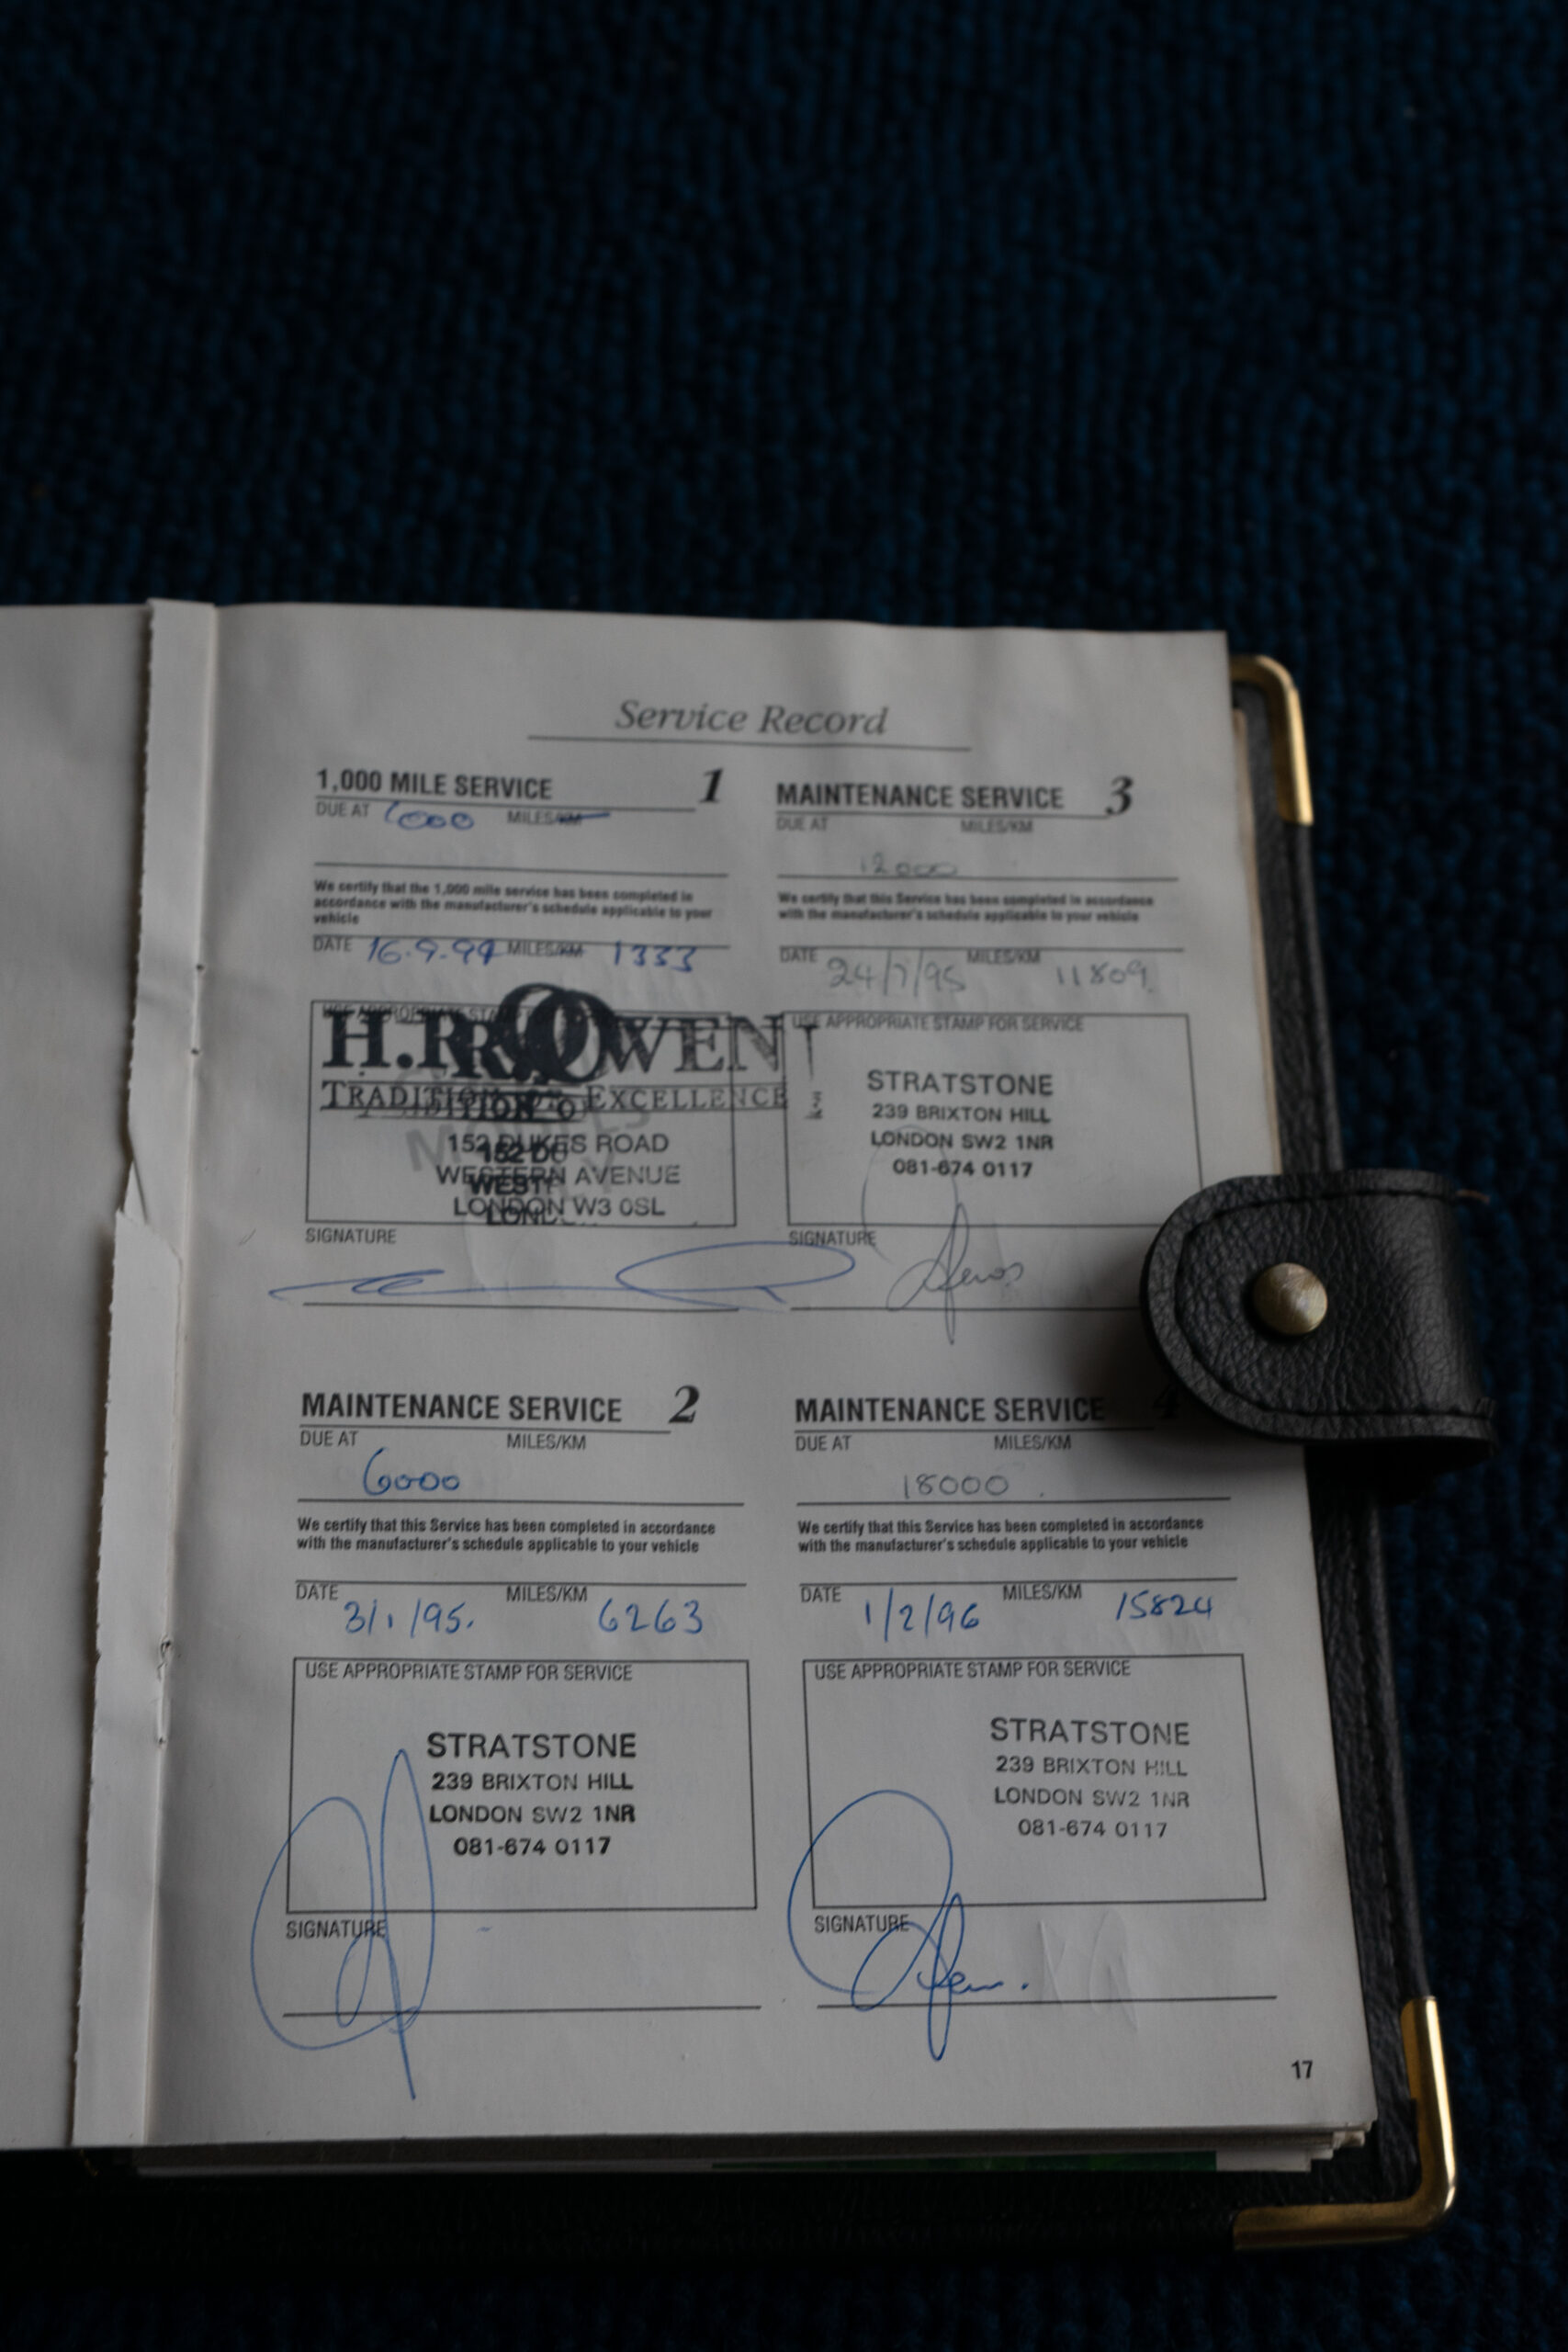 Service Record
1,000 MILE SERVICE 1
DUE AT 1000 MILES/KM
We certify that the 1,000 mile service has been completed in
accordance with the manufacturer's schedule applicable to your
vehicle
DATE 16.9.94 MILES/KM 1333
USE APPROPRIATE STAMP
H.R. OWEN
TRADITION OF EXCELLENCE
152 DUKES ROAD
WESTERN AVENUE
LONDON W3 0SL
SIGNATURE
MAINTENANCE SERVICE 2
DUE AT MILES/KM
6000
We certify that this Service has been completed in accordance
with the manufacturer's schedule applicable to your vehicle
DATE MILES/KM
31/1/95. 6263
USE APPROPRIATE STAMP FOR SERVICE
STRATSTONE
239 BRIXTON HILL
LONDON SW2 1NR
081-674 0117
SIGNATURE
MAINTENANCE SERVICE 3
DUE AT MILES/KM
12000
We certify that this Service has been completed in accordance
with the manufacturer's schedule applicable to your vehicle
DATE MILES/KM
24/7/95 11809
USE APPROPRIATE STAMP FOR SERVICE
STRATSTONE
239 BRIXTON HILL
LONDON SW2 1NR
081-674 0117
SIGNATURE
MAINTENANCE SERVICE 4
DUE AT MILES/KM
18000
We certify that this Service has been completed in accordance
with the manufacturer's schedule applicable to your vehicle
DATE MILES/KM
1/2/96 15824
USE APPROPRIATE STAMP FOR SERVICE
STRATSTONE
239 BRIXTON HILL
LONDON SW2 1NR
081-674 0117
SIGNATURE
17